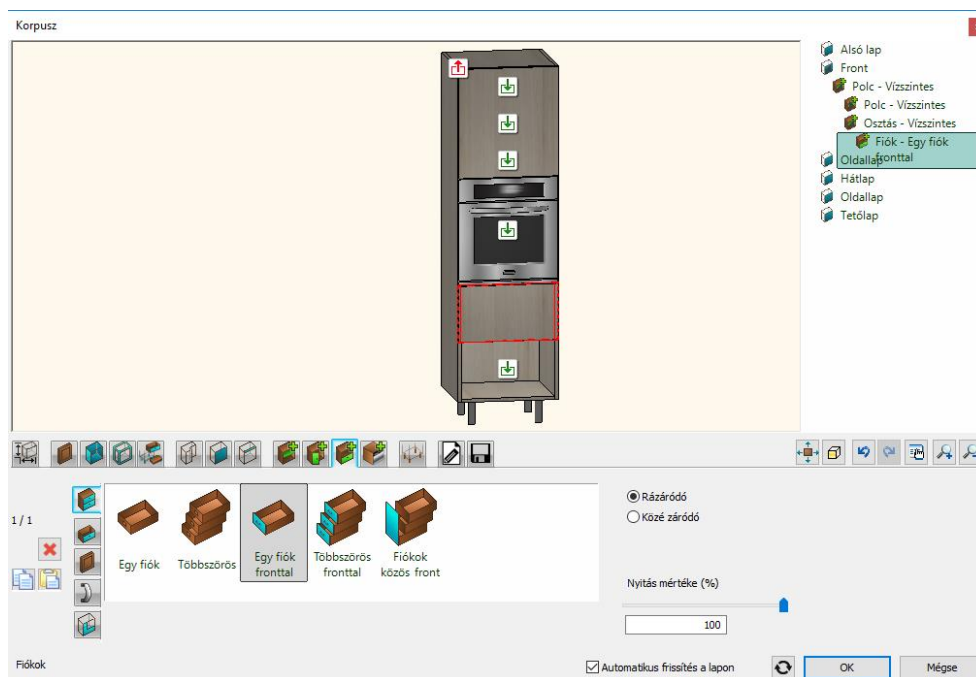 Korpusz
Alsó lap
Front
Polc - Vízszintes
Polc - Vízszintes
Osztás - Vízszintes
Fiók - Egy fiók
fronttal
Oldallap
Hátlap
Oldallap
Tetőlap
1 / 1
Egy fiók
Többszörös
Egy fiók
fronttal
Többszörös
fronttal
Fiókok
közös front
Rázáródó
Közé záródó
Nyitás mértéke (%)
100
Fiókok
Automatikus frissítés a lapon
OK
Mégse